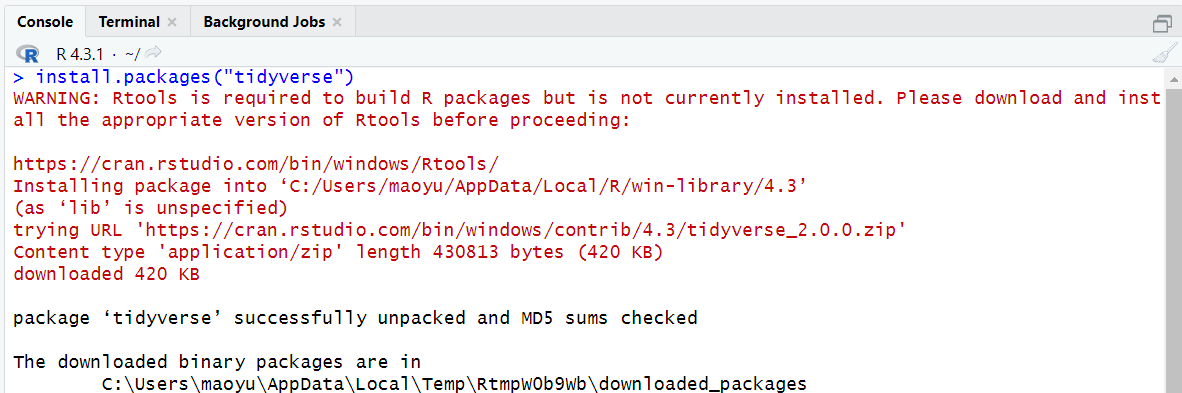 Console Terminal × Background Jobs ×
R R 4.3.1 · ~/
> install.packages("tidyverse")
WARNING: Rtools is required to build R packages but is not currently installed. Please download and inst
all the appropriate version of Rtools before proceeding:
https://cran.rstudio.com/bin/windows/Rtools/
Installing package into ‘C:/Users/maoyu/AppData/Local/R/win-library/4.3’
(as ‘lib’ is unspecified)
trying URL 'https://cran.rstudio.com/bin/windows/contrib/4.3/tidyverse_2.0.0.zip'
Content type 'application/zip' length 430813 bytes (420 KB)
downloaded 420 KB
package ‘tidyverse’ successfully unpacked and MD5 sums checked
The downloaded binary packages are in
C:\Users\maoyu\AppData\Local\Temp\RtmpWOb9Wb\downloaded_packages